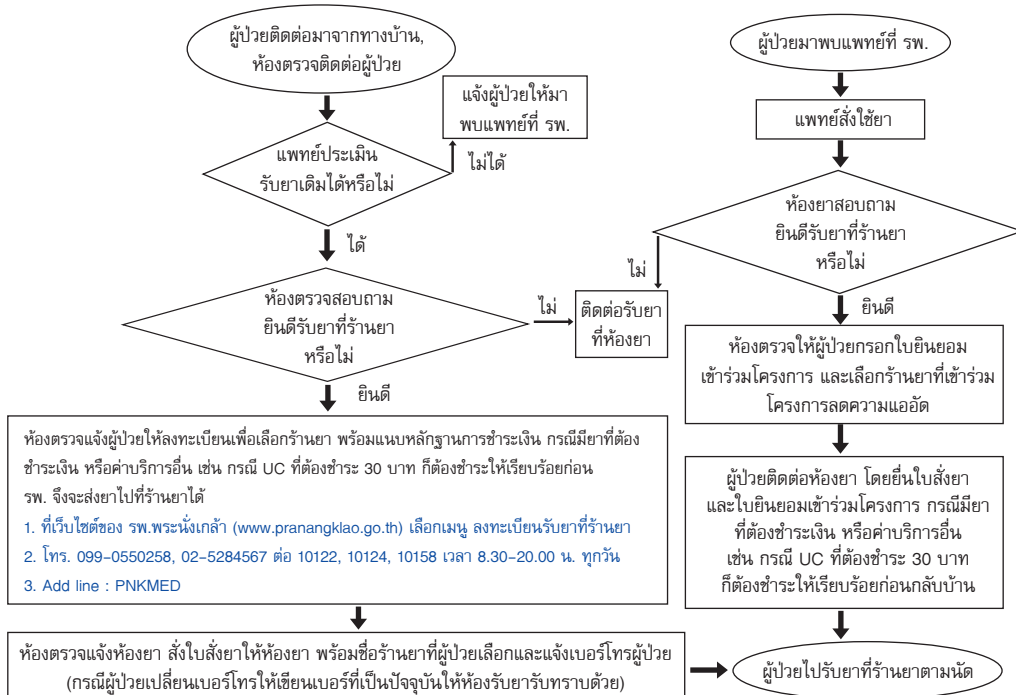 ผู้ป่วยติดต่อมาจากทางบ้าน,
ห้องตรวจติดต่อผู้ป่วย
แจ้งผู้ป่วยให้มา
พบแพทย์ที่ รพ.
แพทย์ประเมิน
รับยาเดิมได้หรือไม่
ไม่ได้
ได้
ห้องตรวจสอบถาม
ยินดีรับยาที่ร้านยา
หรือไม่
ไม่
ติดต่อรับยา
ที่ห้องยา
ยินดี
ห้องตรวจแจ้งผู้ป่วยให้ลงทะเบียนเพื่อเลือกร้านยา พร้อมแนบหลักฐานการชำระเงิน กรณีมียาที่ต้อง
ชำระเงิน หรือค่าบริการอื่น เช่น กรณี UC ที่ต้องชำระ 30 บาท ก็ต้องชำระให้เรียบร้อยก่อน
รพ. จึงจะส่งยาไปที่ร้านยาได้
1. ที่เว็บไซต์ของ รพ.พระนั่งเกล้า (www.pranangklao.go.th) เลือกเมนู ลงทะเบียนรับยาที่ร้านยา
2. โทร. 099-0550258, 02-5284567 ต่อ 10122, 10124, 10158 เวลา 8.30-20.00 น. ทุกวัน
3. Add line : PNKMED
ห้องตรวจแจ้งห้องยา สั่งใบสั่งยาให้ห้องยา พร้อมชื่อร้านยาที่ผู้ป่วยเลือกและแจ้งเบอร์โทรผู้ป่วย
(กรณีผู้ป่วยเปลี่ยนเบอร์โทรให้เขียนเบอร์ที่เป็นปัจจุบันให้ห้องรับยารับทราบด้วย)
ผู้ป่วยมาพบแพทย์ที่ รพ.
แพทย์สั่งใช้ยา
ห้องยาสอบถาม
ยินดีรับยาที่ร้านยา
หรือไม่
ไม่
ยินดี
ห้องตรวจให้ผู้ป่วยกรอกใบยินยอม
เข้าร่วมโครงการ และเลือกร้านยาที่เข้าร่วม
โครงการลดความแออัด
ผู้ป่วยติดต่อห้องยา โดยยื่นใบสั่งยา
และใบยินยอมเข้าร่วมโครงการ กรณีมียา
ที่ต้องชำระเงิน หรือค่าบริการอื่น
เช่น กรณี UC ที่ต้องชำระ 30 บาท
ก็ต้องชำระให้เรียบร้อยก่อนกลับบ้าน
ผู้ป่วยไปรับยาที่ร้านยาตามนัด